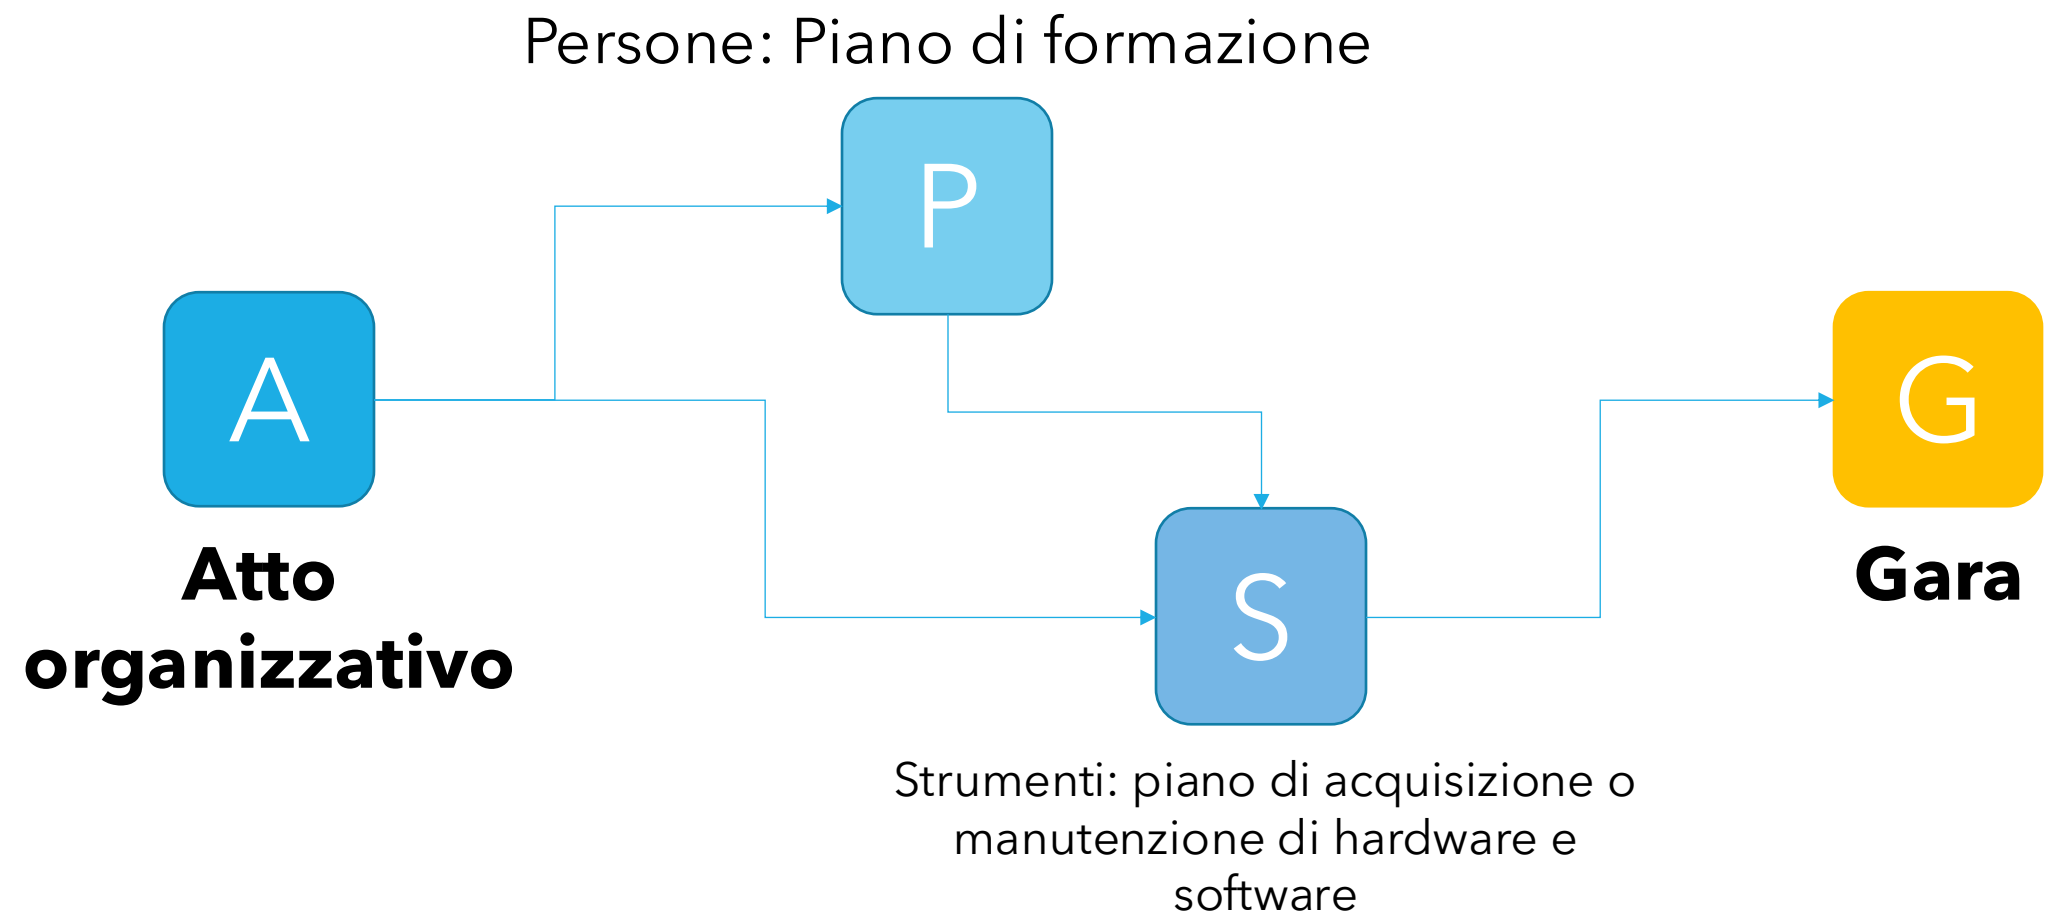 Persone: Piano di formazione
P
A
G
Atto
organizzativo
Gara
S
Strumenti: piano di acquisizione o
manutenzione di hardware e
software